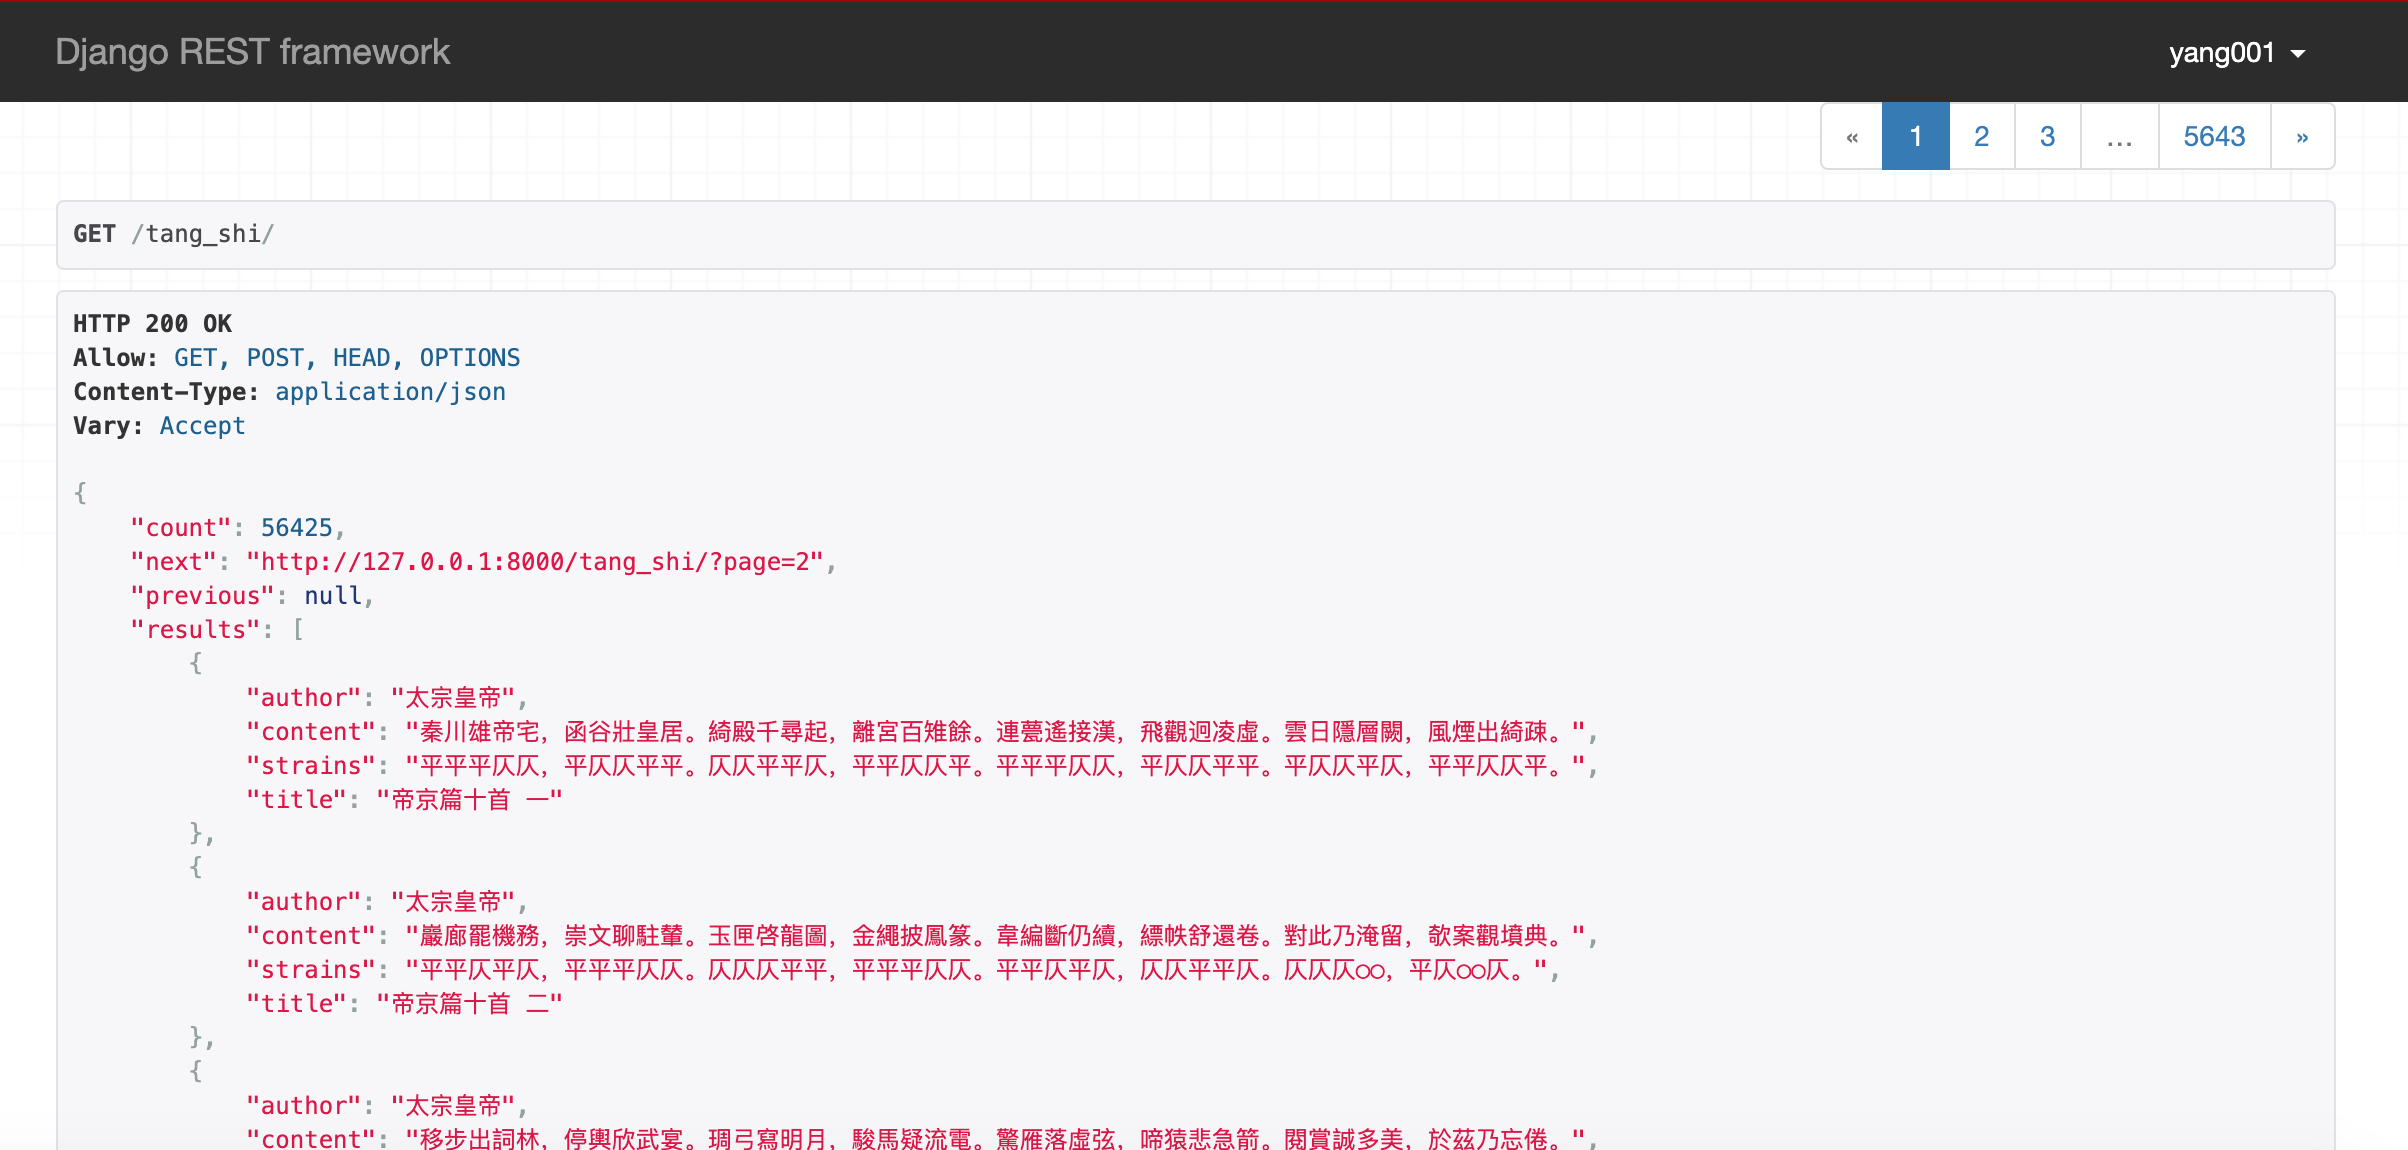 Django REST framework
yang001
« 1 2 3 … 5643 »
GET /tang_shi/
HTTP 200 OK
Allow: GET, POST, HEAD, OPTIONS
Content-Type: application/json
Vary: Accept
{
"count": 56425,
"next": "http://127.0.0.1:8000/tang_shi/?page=2",
"previous": null,
"results": [
{
"author": "太宗皇帝",
"content": "秦川雄帝宅，函谷壯皇居。綺殿千尋起，離宮百雉餘。連甍遙接漢，飛觀迥凌虛。雲日隱層闕，風煙出綺疎。",
"strains": "平平平仄仄，平仄仄平平。仄仄平平仄，平平仄仄平。平平平仄仄，平仄仄平平。平仄仄平仄，平平仄仄平。",
"title": "帝京篇十首 一"
},
{
"author": "太宗皇帝",
"content": "巖廊罷機務，崇文聊駐輦。玉匣啓龍圖，金繩披鳳篆。韋編斷仍續，縹帙舒還卷。對此乃淹留，欹案觀墳典。",
"strains": "平平仄平仄，平平平仄仄。仄仄仄平平，平平平仄仄。平平仄平仄，仄仄平平仄。仄仄仄○○，平仄○○仄。",
"title": "帝京篇十首 二"
},
{
"author": "太宗皇帝",
"content": "移步出詞林，停輿欣武宴。琱弓寫明月，駿馬疑流電。驚雁落虛弦，啼猿悲急箭。閱賞誠多美，於茲乃忘倦。",